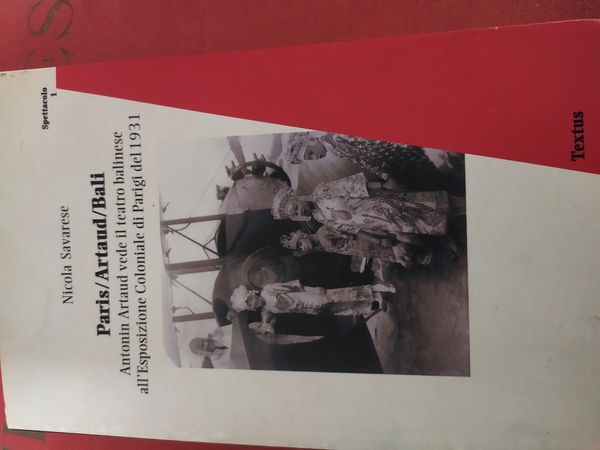 Spettacolo
1
Nicola Savarese
Paris/Artaud/Bali
Antonin Artaud vede il teatro balinese
all'Esposizione Coloniale di Parigi del 1931
Textus
ES